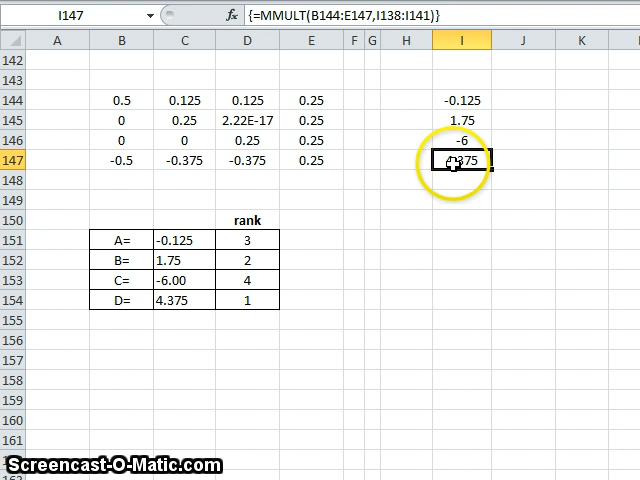 I147 fx {=MMULT(B144:E147,I138:I141)}
A B C D E F G H I J K
142
143
144 0.5 0.125 0.125 0.25 -0.125
145 0 0.25 2.22E-17 0.25 1.75
146 0 0 0.25 0.25 -6
147 -0.5 -0.375 -0.375 0.25 4.375
148
149
150 rank
151 A= -0.125 3
152 B= 1.75 2
153 C= -6.00 4
154 D= 4.375 1
155
156
157
158
159
160
161
Screencast-O-Matic.com